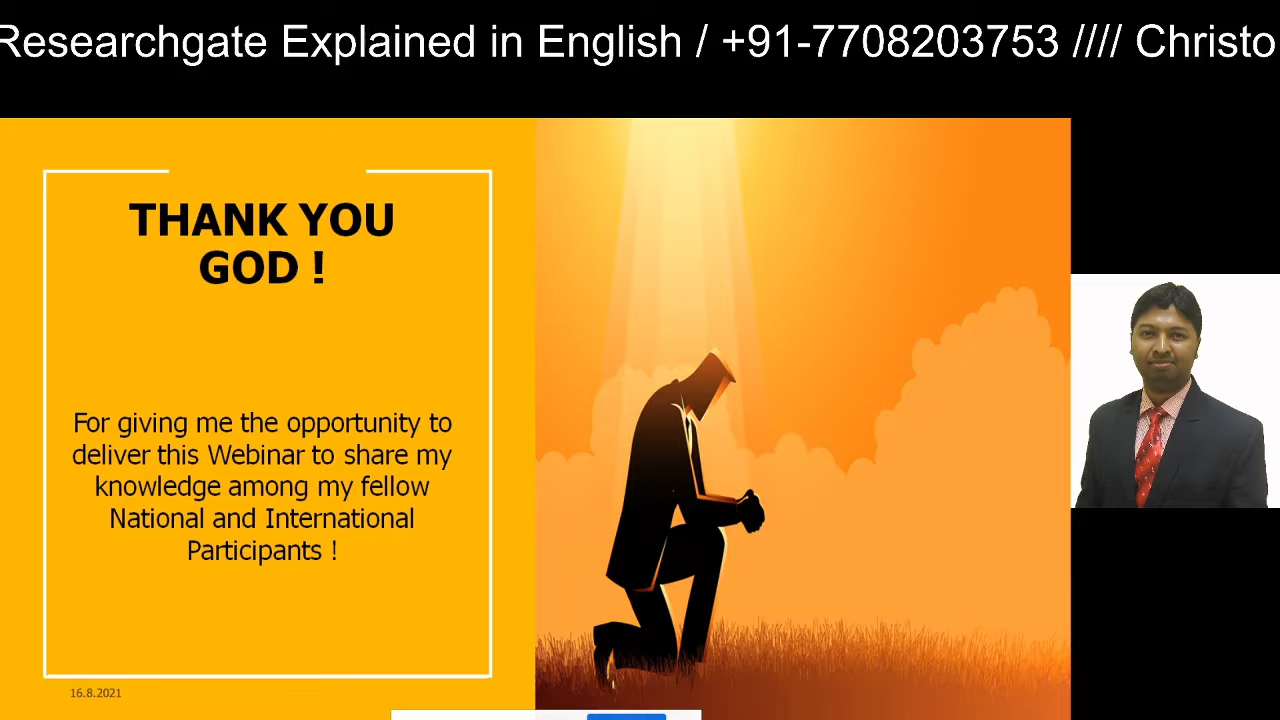 Researchgate Explained in English / +91-7708203753 //// Christo
THANK YOU
GOD !
For giving me the opportunity to
deliver this Webinar to share my
knowledge among my fellow
National and International
Participants !
16.8.2021